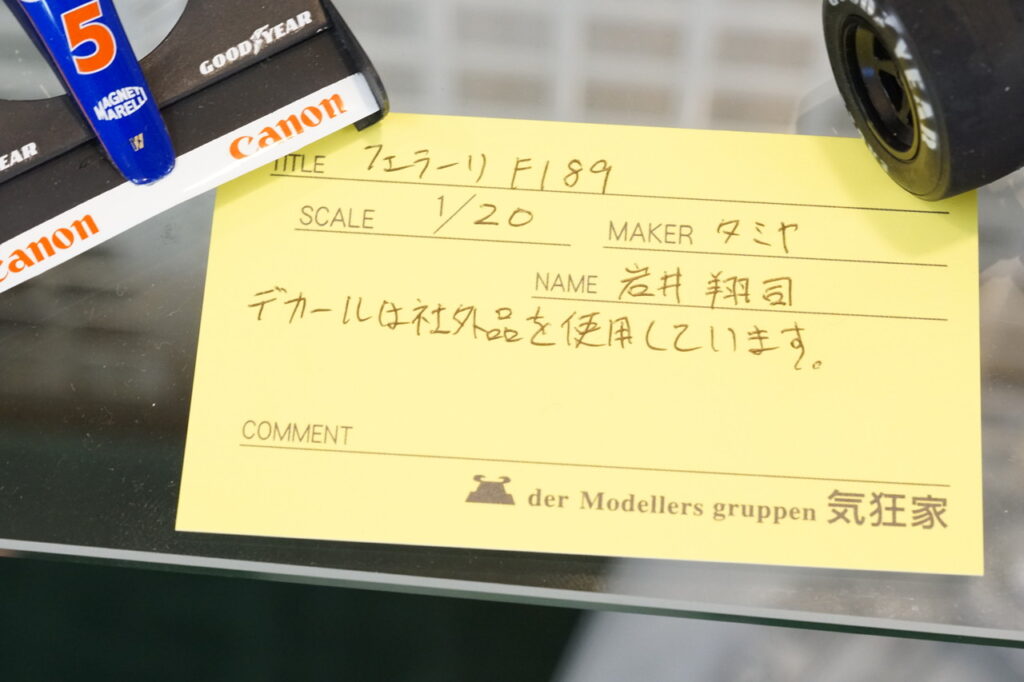 5
GOODYEAR
MAGNETI
MARELLI
Canon
EAR
Canon
GOODYEAR
TITLE フェラーリ F189
SCALE 1/20
MAKER タミヤ
NAME 岩井 翔司
デカールは社外品を使用しています。
COMMENT
der Modellers gruppen 気狂家